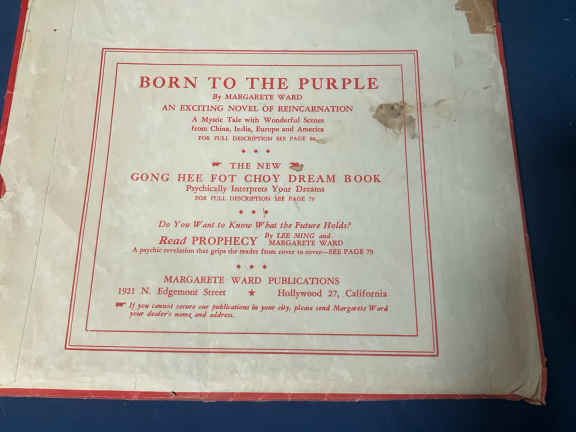 BORN TO THE PURPLE
By MARGARETE WARD
AN EXCITING NOVEL OF REINCARNATION
A Mystic Tale with Wonderful Scenes
from China, India, Europe and America
FOR FULL DESCRIPTION SEE PAGE
THE NEW
GONG HEE FOT CHOY DREAM BOOK
Psychically Interprets Your Dreams
FOR FULL DESCRIPTION SEE PAGE
Do You Want to Know What the Future Holds?
Read PROPHECY By LEE MING and MARGARETE WARD
A psychic revelation that grips the reader from cover to cover—SEE PAGE 79
MARGARETE WARD PUBLICATIONS
1921 N. Edgemont Street ★ Hollywood 27, California
If you cannot secure our publications in your city, please send Margarete Ward
your dealer's name and address.